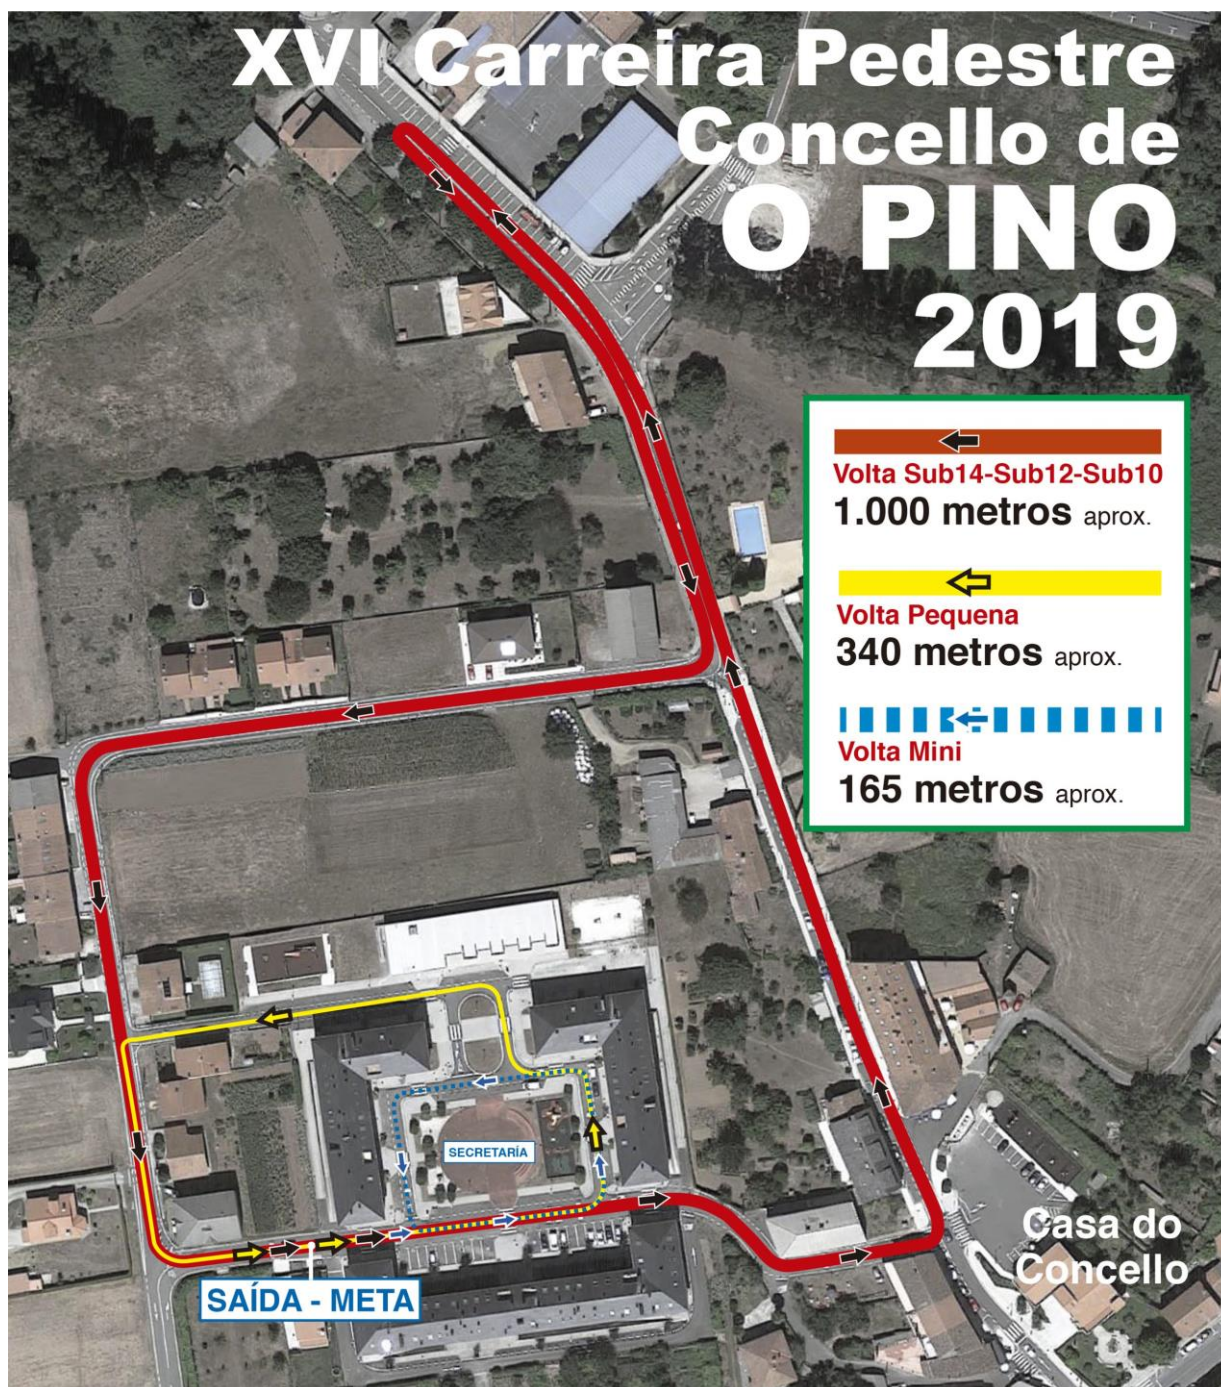 XVI Carreira Pedestre
Concello de
O PINO
2019
Volta Sub14-Sub12-Sub10
1.000 metros aprox.
Volta Pequena
340 metros aprox.
Volta Mini
165 metros aprox.
SECRETARÍA
Casa do
Concello
SAÍDA - META